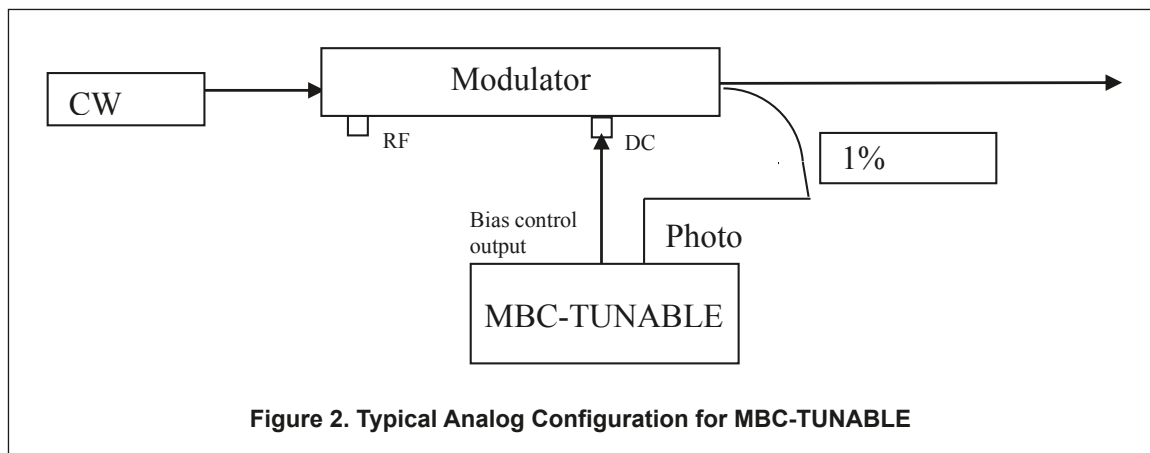 CW
Modulator
RF
DC
1%
Bias control
output
Photo
MBC-TUNABLE
Figure 2. Typical Analog Configuration for MBC-TUNABLE